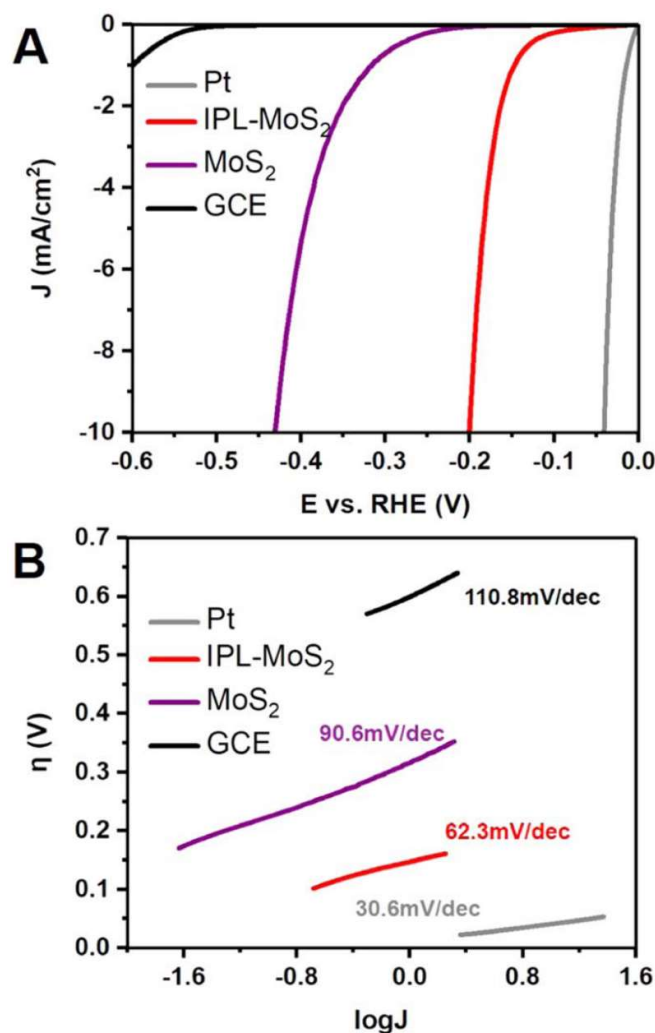 A
0
-2
-4
-6
-8
-10
J (mA/cm²)
Pt
IPL-MoS₂
MoS₂
GCE
-0.6 -0.5 -0.4 -0.3 -0.2 -0.1 0.0
E vs. RHE (V)
B
0.7
0.6
0.5
0.4
0.3
0.2
0.1
0.0
η (V)
Pt
IPL-MoS₂
MoS₂
GCE
110.8mV/dec
90.6mV/dec
62.3mV/dec
30.6mV/dec
-1.6 -0.8 0.0 0.8 1.6
logJ